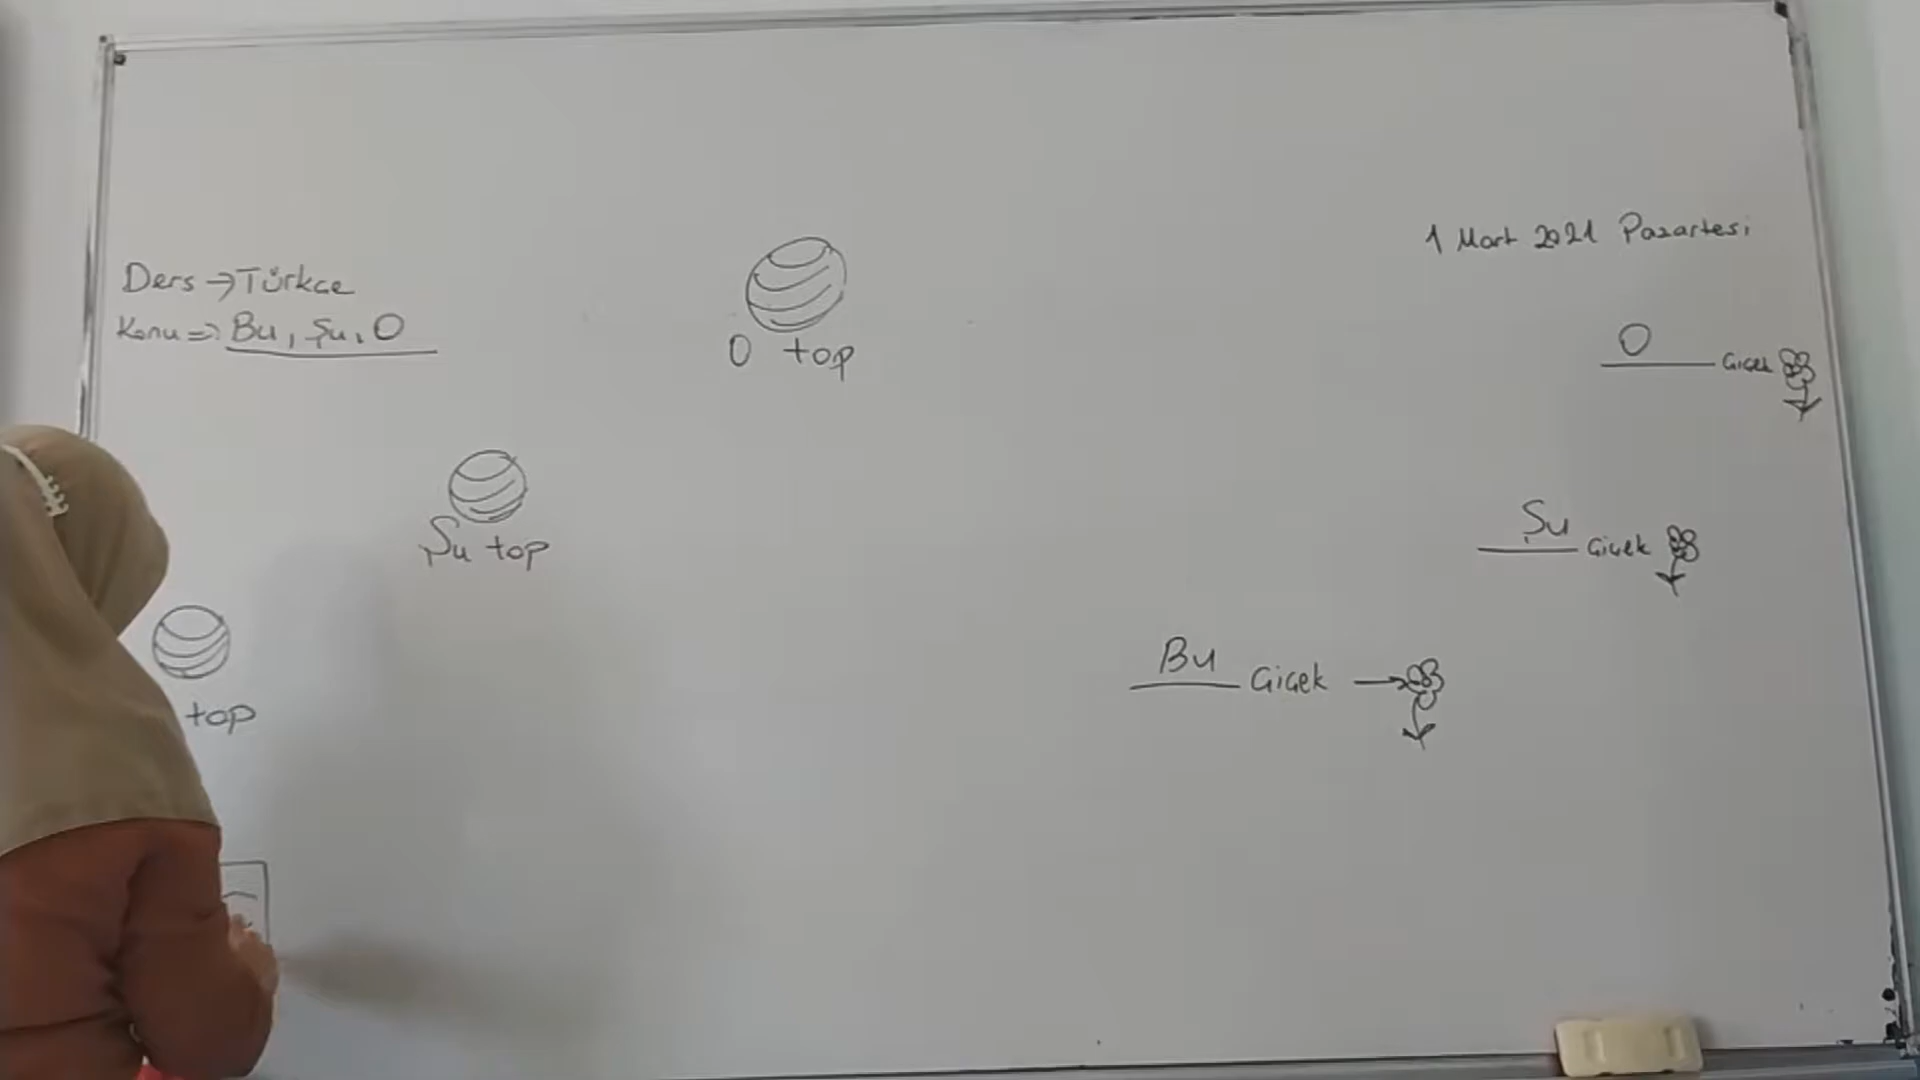 1 Mart 2021 Pazartesi
Ders → Türkçe
Konu => Bu, Şu, O
O top
Şu top
top
O Çiçek
Şu Çiçek
Bu Çiçek →